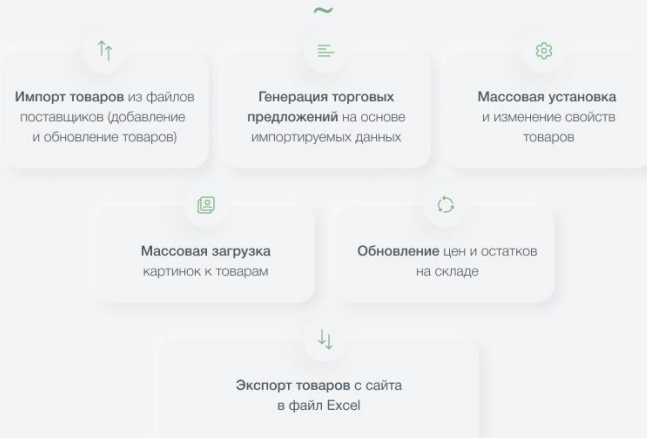 Импорт товаров из файлов
поставщиков (добавление
и обновление товаров)
Генерация торговых
предложений на основе
импортируемых данных
Массовая установка
и изменение свойств
товаров
Массовая загрузка
картинок к товарам
Обновление цен и остатков
на складе
Экспорт товаров с сайта
в файл Excel